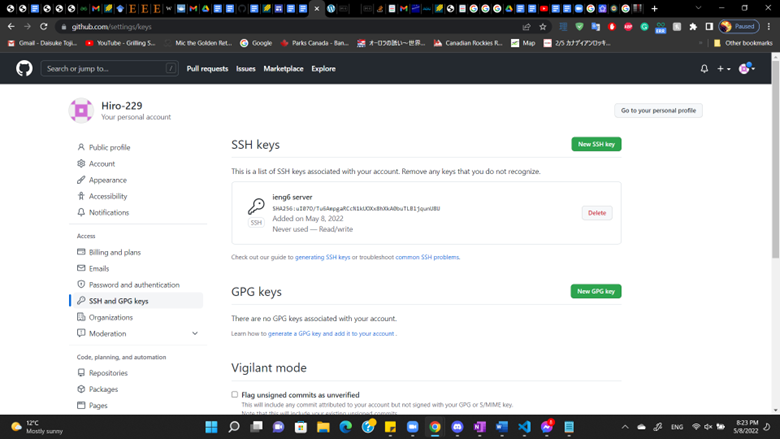 github.com/settings/keys
Paused
Gmail - Daisuke Toji...
YouTube - Grilling S...
Mic the Golden Ret...
Google
Parks Canada - Ban...
オーロラの誘い～世界...
Canadian Rockies R...
Map
2/5 カナディアンロッキ...
Other bookmarks
Search or jump to...
/
Pull requests
Issues
Marketplace
Explore
Hiro-229
Your personal account
Go to your personal profile
Public profile
Account
Appearance
Accessibility
Notifications
Access
Billing and plans
Emails
Password and authentication
SSH and GPG keys
Organizations
Moderation
Code, planning, and automation
Repositories
Packages
Pages
SSH keys
New SSH key
This is a list of SSH keys associated with your account. Remove any keys that you do not recognize.
ieng6 server
SSH
Added on May 8, 2022
Never used — Read/write
Delete
Check out our guide to generating SSH keys or troubleshoot common SSH problems.
GPG keys
New GPG key
There are no GPG keys associated with your account.
Learn how to generate a GPG key and add it to your account .
Vigilant mode
Flag unsigned commits as unverified
This will include any commit attributed to your account but not signed with your GPG or S/MIME key.
Note that this will include your existing unsigned commits.
12°C
Mostly sunny
ENG
8:23 PM
5/8/2022